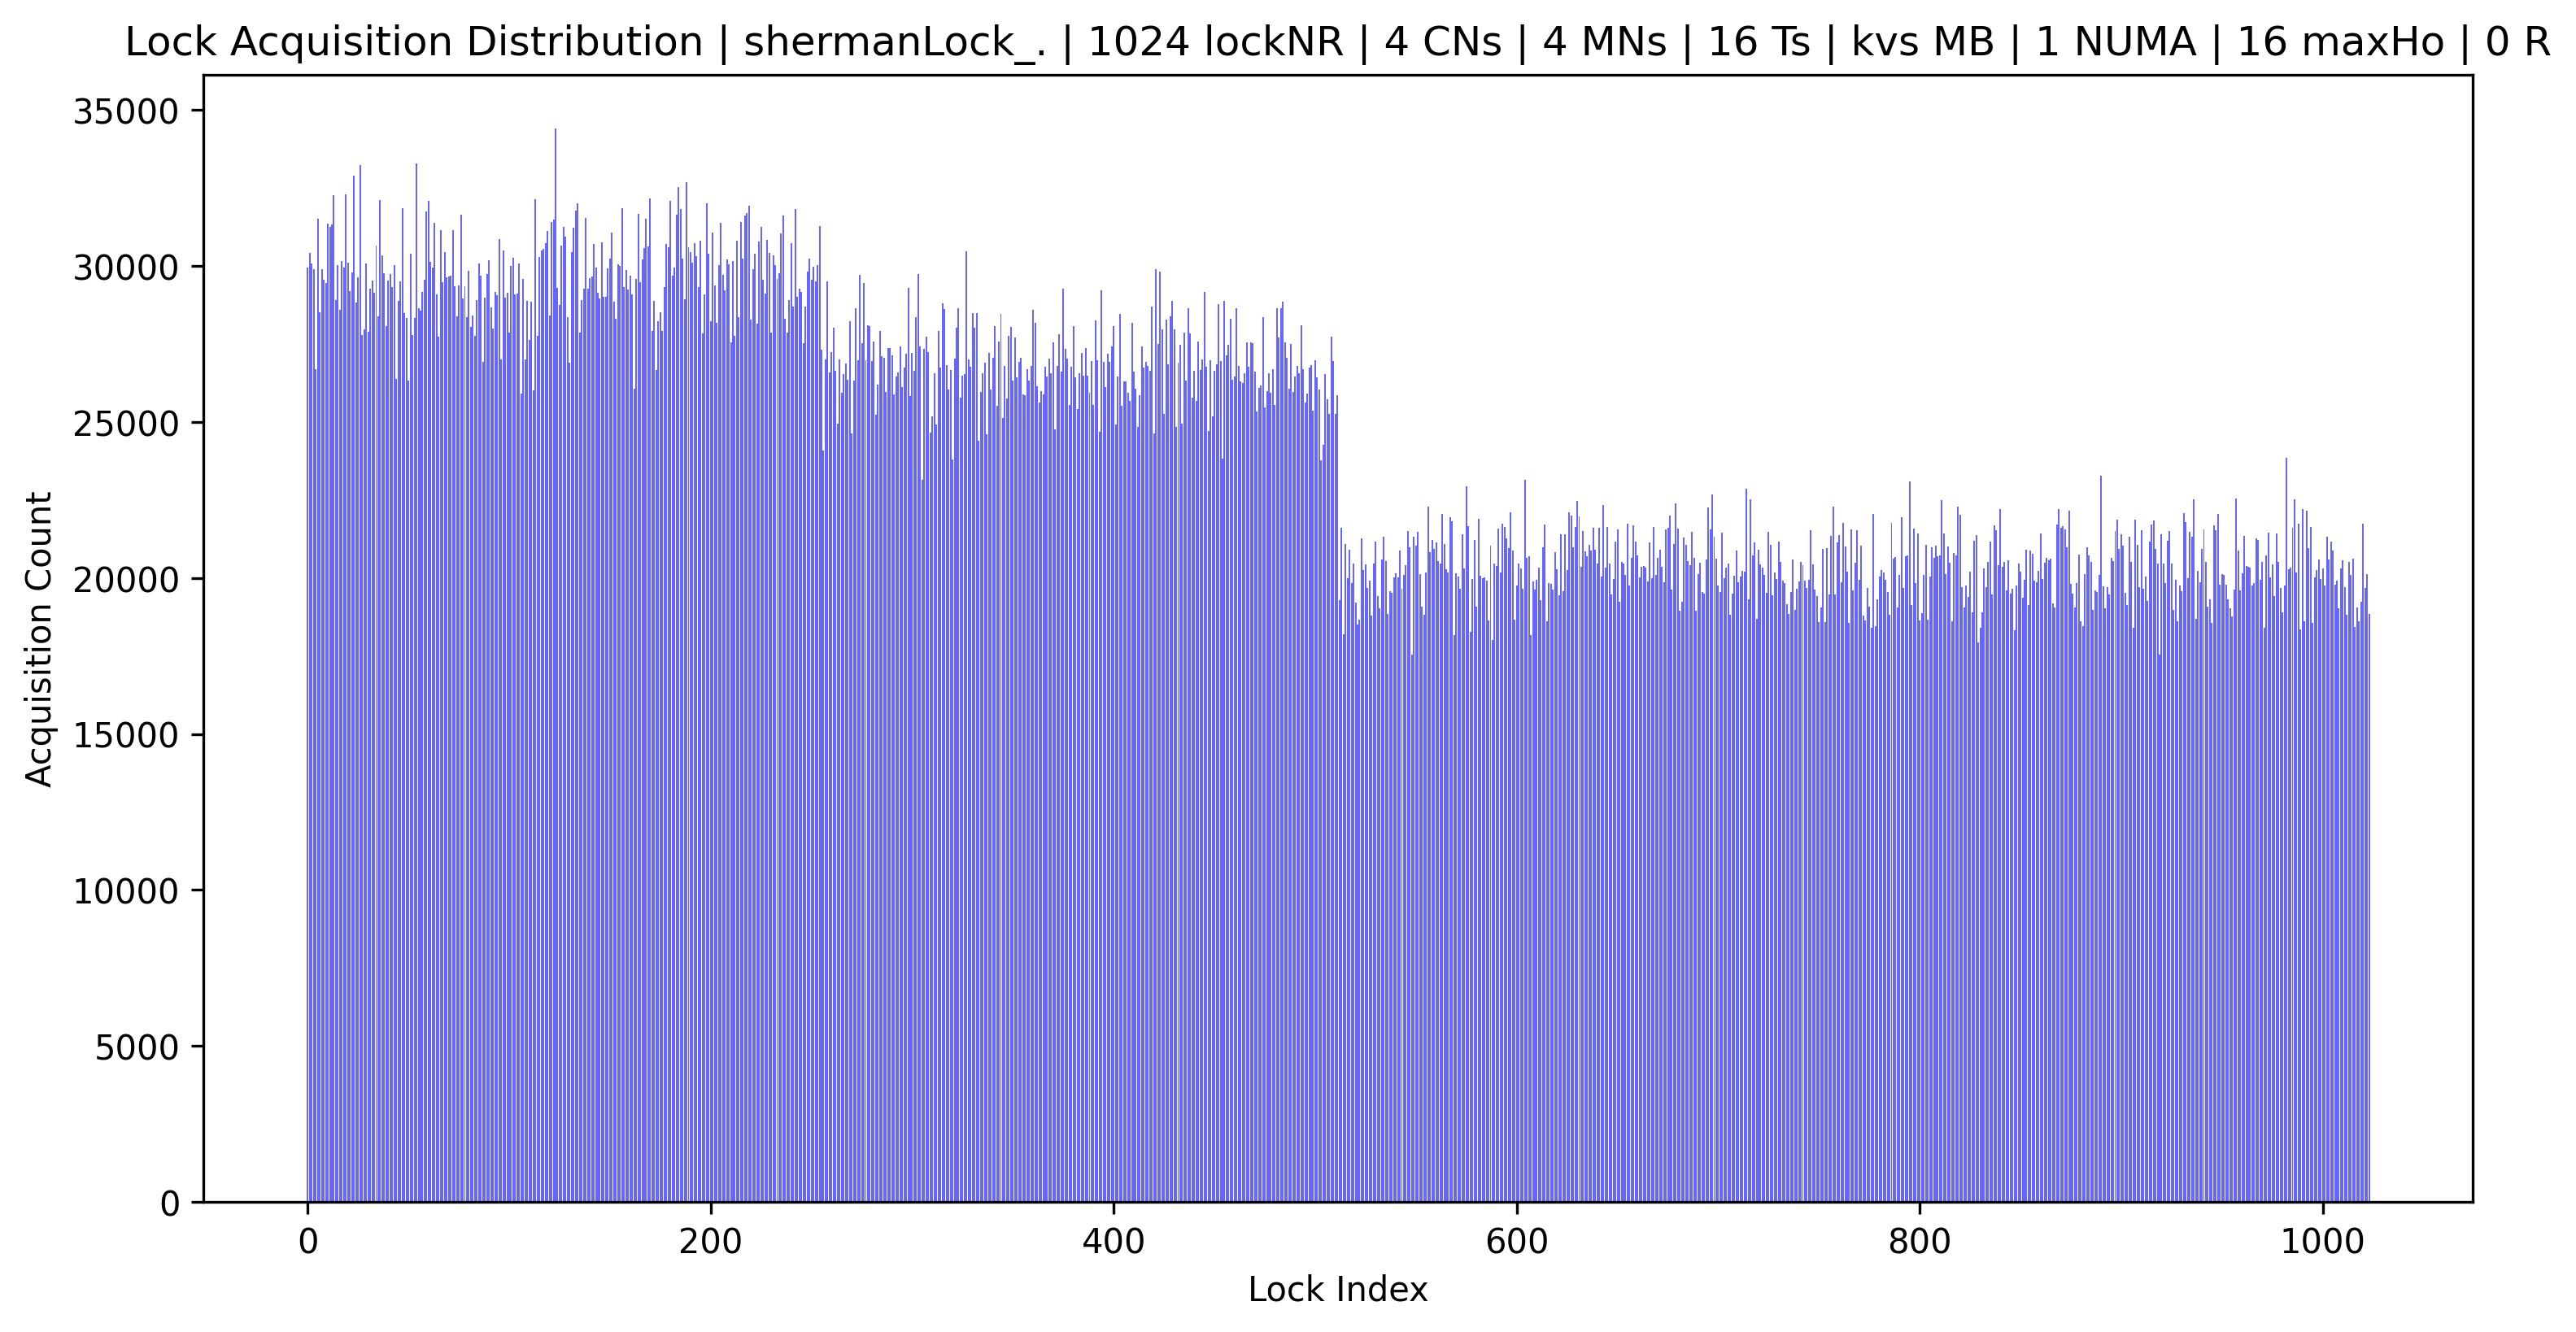 Lock Acquisition Distribution | shermanLock_. | 1024 lockNR | 4 CNs | 4 MNs | 16 Ts | kvs MB | 1 NUMA | 16 maxHo | 0 R
35000
30000
25000
20000
15000
10000
5000
0
Acquisition Count
0 200 400 600 800 1000
Lock Index